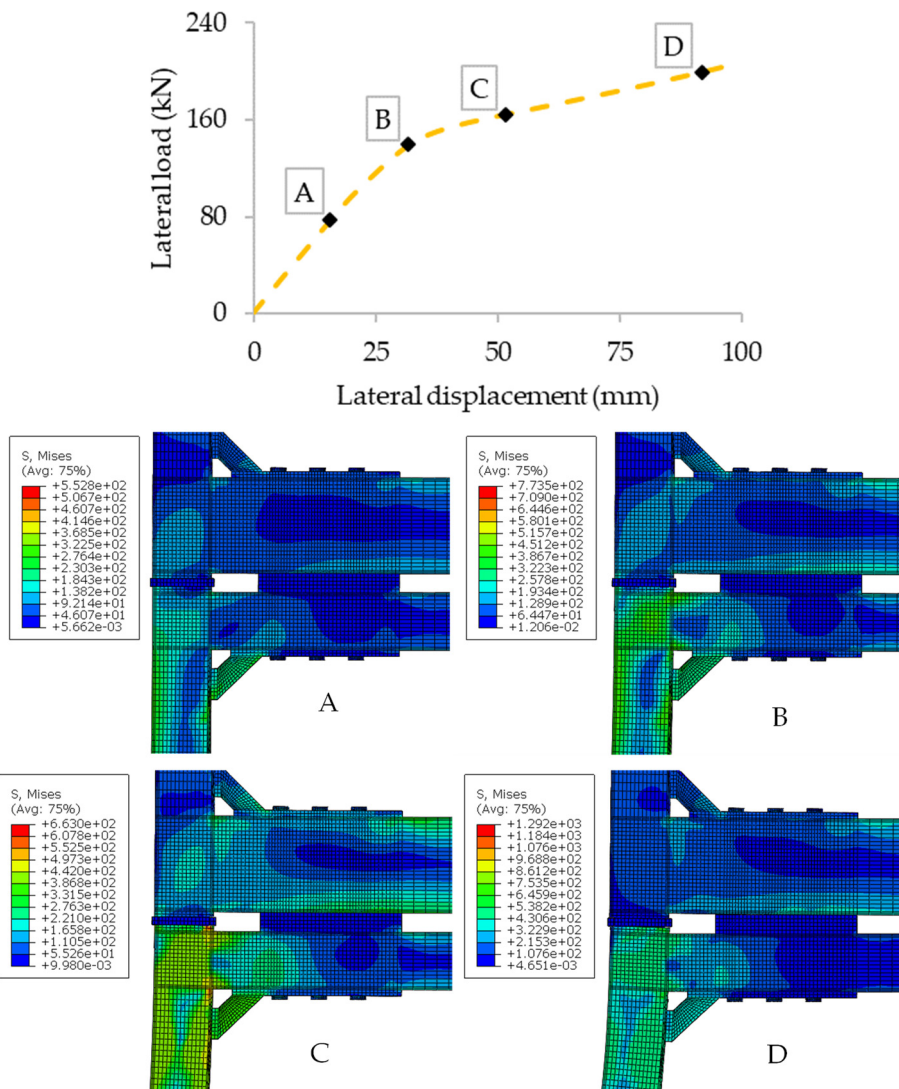 240
160
80
0
Lateral load (kN)
A
B
C
D
0 25 50 75 100
Lateral displacement (mm)
S, Mises
(Avg: 75%)
+5.528e+02
+5.067e+02
+4.607e+02
+4.146e+02
+3.685e+02
+3.225e+02
+2.764e+02
+2.303e+02
+1.843e+02
+1.382e+02
+9.214e+01
+4.607e+01
+5.662e-03
A
S, Mises
(Avg: 75%)
+7.735e+02
+7.090e+02
+6.446e+02
+5.801e+02
+5.157e+02
+4.512e+02
+3.867e+02
+3.223e+02
+2.578e+02
+1.934e+02
+1.289e+02
+6.447e+01
+1.206e-02
B
S, Mises
(Avg: 75%)
+6.630e+02
+6.078e+02
+5.525e+02
+4.973e+02
+4.420e+02
+3.868e+02
+3.315e+02
+2.763e+02
+2.210e+02
+1.658e+02
+1.105e+02
+5.526e+01
+9.980e-03
C
S, Mises
(Avg: 75%)
+1.292e+03
+1.184e+03
+1.076e+03
+9.688e+02
+8.612e+02
+7.535e+02
+6.459e+02
+5.382e+02
+4.306e+02
+3.229e+02
+2.153e+02
+1.076e+02
+4.651e-03
D